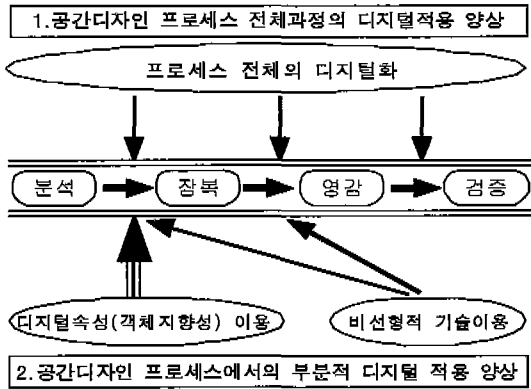 1.공간디자인 프로세스 전체과정의 디지털적용 양상
프로세스 전체의 디지털화
분석 잠복 영감 검증
디지털속성(객체지향성) 이용 비선형적 기술이용
2.공간디자인 프로세스에서의 부분적 디지털 적용 양상